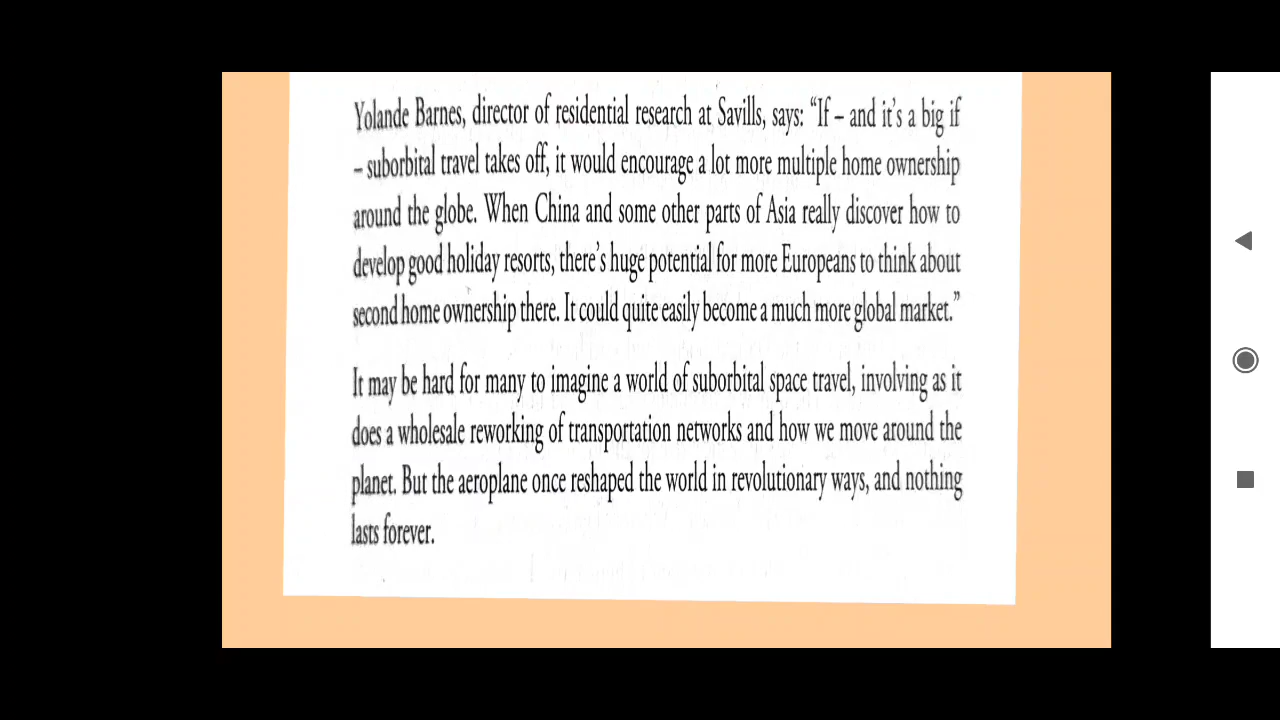 Yolande Barnes, director of residential research at Savills, says: “If – and it’s a big if
– suborbital travel takes off, it would encourage a lot more multiple home ownership
around the globe. When China and some other parts of Asia really discover how to
develop good holiday resorts, there’s huge potential for more Europeans to think about
second home ownership there. It could quite easily become a much more global market.”
It may be hard for many to imagine a world of suborbital space travel, involving as it
does a wholesale reworking of transportation networks and how we move around the
planet. But the aeroplane once reshaped the world in revolutionary ways, and nothing
lasts forever.